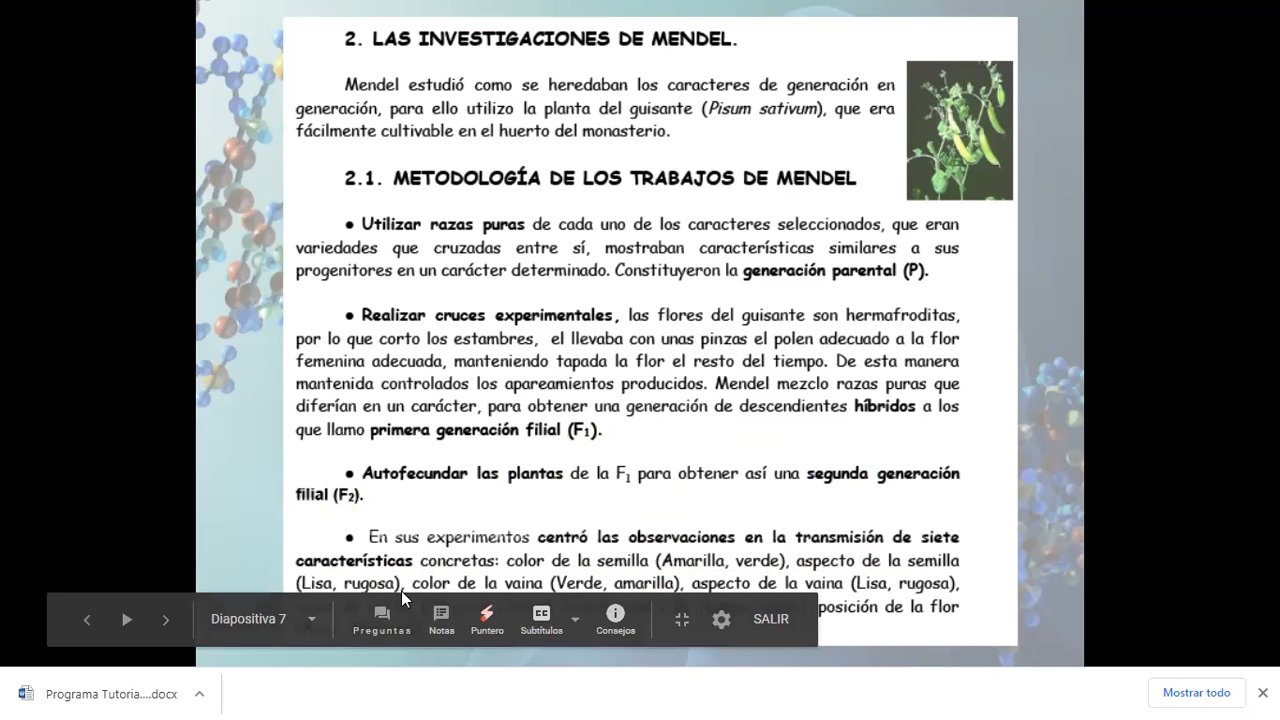 2. LAS INVESTIGACIONES DE MENDEL.
Mendel estudió como se heredaban los caracteres de generación en
generación, para ello utilizo la planta del guisante (Pisum sativum), que era
fácilmente cultivable en el huerto del monasterio.
2.1. METODOLOGÍA DE LOS TRABAJOS DE MENDEL
● Utilizar razas puras de cada uno de los caracteres seleccionados, que eran
variedades que cruzadas entre sí, mostraban características similares a sus
progenitores en un carácter determinado. Constituyeron la generación parental (P).
● Realizar cruces experimentales, las flores del guisante son hermafroditas,
por lo que corto los estambres, el llevaba con unas pinzas el polen adecuado a la flor
femenina adecuada, manteniendo tapada la flor el resto del tiempo. De esta manera
mantenida controlados los apareamientos producidos. Mendel mezclo razas puras que
diferían en un carácter, para obtener una generación de descendientes híbridos a los
que llamo primera generación filial (F₁).
● Autofecundar las plantas de la F₁ para obtener así una segunda generación
filial (F₂).
● En sus experimentos centró las observaciones en la transmisión de siete
características concretas: color de la semilla (Amarilla, verde), aspecto de la semilla
(Lisa, rugosa), color de la vaina (Verde, amarilla), aspecto de la vaina (Lisa, rugosa),
posición de la flor
Diapositiva 7
Preguntas
Notas
Puntero
Subtítulos
Consejos
SALIR
Programa Tutoria....docx
Mostrar todo